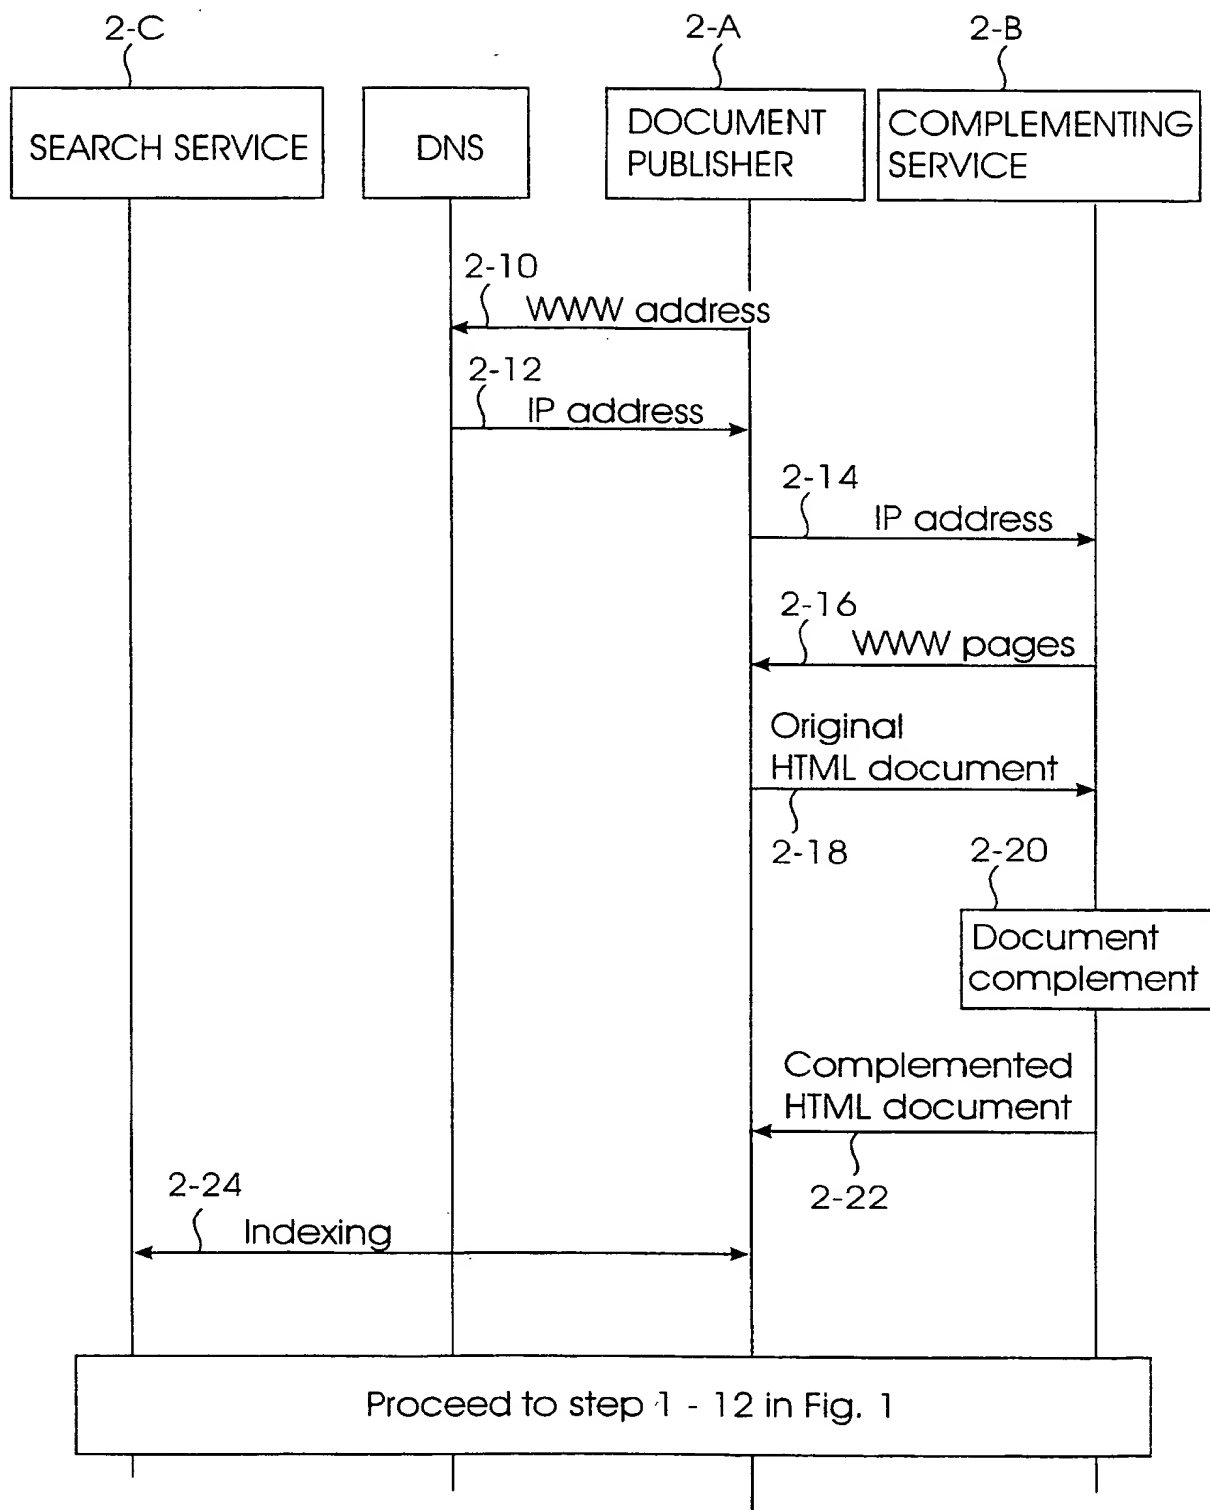 2-C
2-A
2-B
SEARCH SERVICE
DNS
DOCUMENT
PUBLISHER
COMPLEMENTING
SERVICE
2-10
WWW address
2-12
IP address
2-14
IP address
2-16
WWW pages
Original
HTML document
2-18
2-20
Document
complement
Complemented
HTML document
2-22
2-24
Indexing
Proceed to step 1 - 12 in Fig. 1